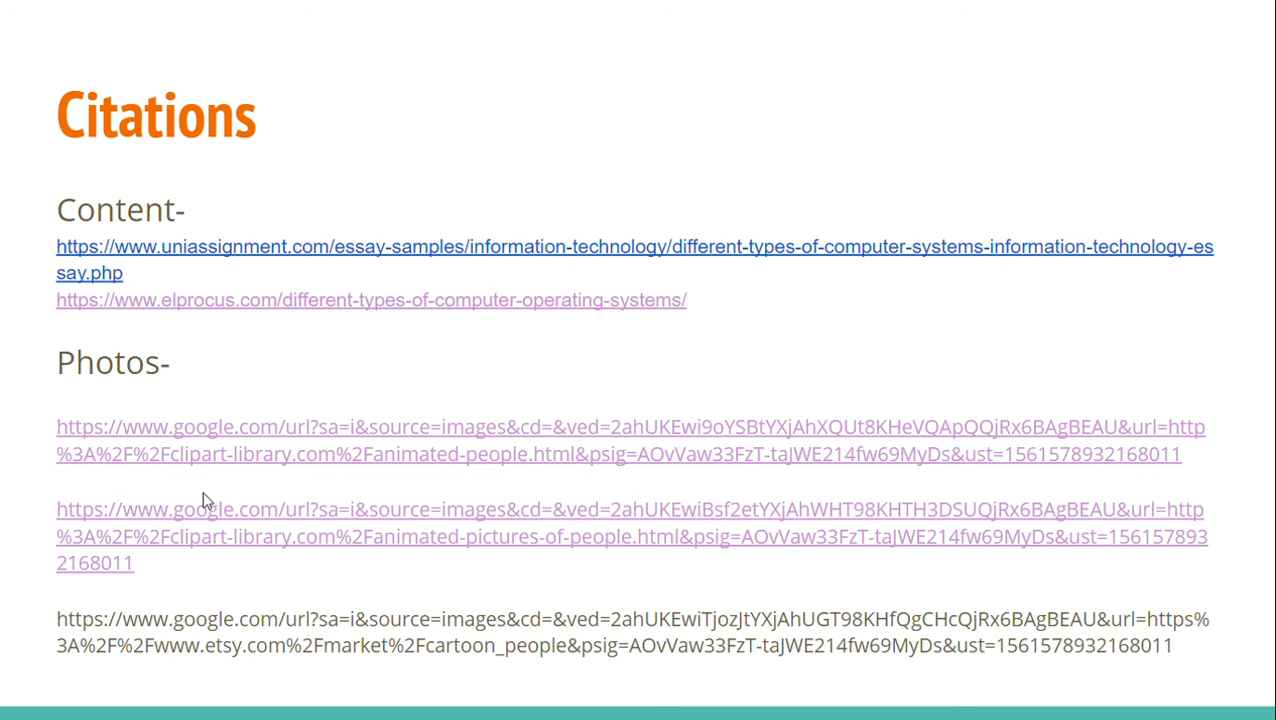 Citations
Content-
https://www.uniassignment.com/essay-samples/information-technology/different-types-of-computer-systems-information-technology-es
say.php
https://www.elprocus.com/different-types-of-computer-operating-systems/
Photos-
https://www.google.com/url?sa=i&source=images&cd=&ved=2ahUKEwi9oYSBtYXjAhXQUt8KHeVQApQQjRx6BAgBEAU&url=http
%3A%2F%2Fclipart-library.com%2Fanimated-people.html&psig=AOvVaw33FzT-taJWE214fw69MyDs&ust=1561578932168011
https://www.google.com/url?sa=i&source=images&cd=&ved=2ahUKEwiBsf2etYXjAhWHT98KHTH3DSUQjRx6BAgBEAU&url=http
%3A%2F%2Fclipart-library.com%2Fanimated-pictures-of-people.html&psig=AOvVaw33FzT-taJWE214fw69MyDs&ust=156157893
2168011
https://www.google.com/url?sa=i&source=images&cd=&ved=2ahUKEwiTjozJtYXjAhUGT98KHfQgCHcQjRx6BAgBEAU&url=https%
3A%2F%2Fwww.etsy.com%2Fmarket%2Fcartoon_people&psig=AOvVaw33FzT-taJWE214fw69MyDs&ust=1561578932168011